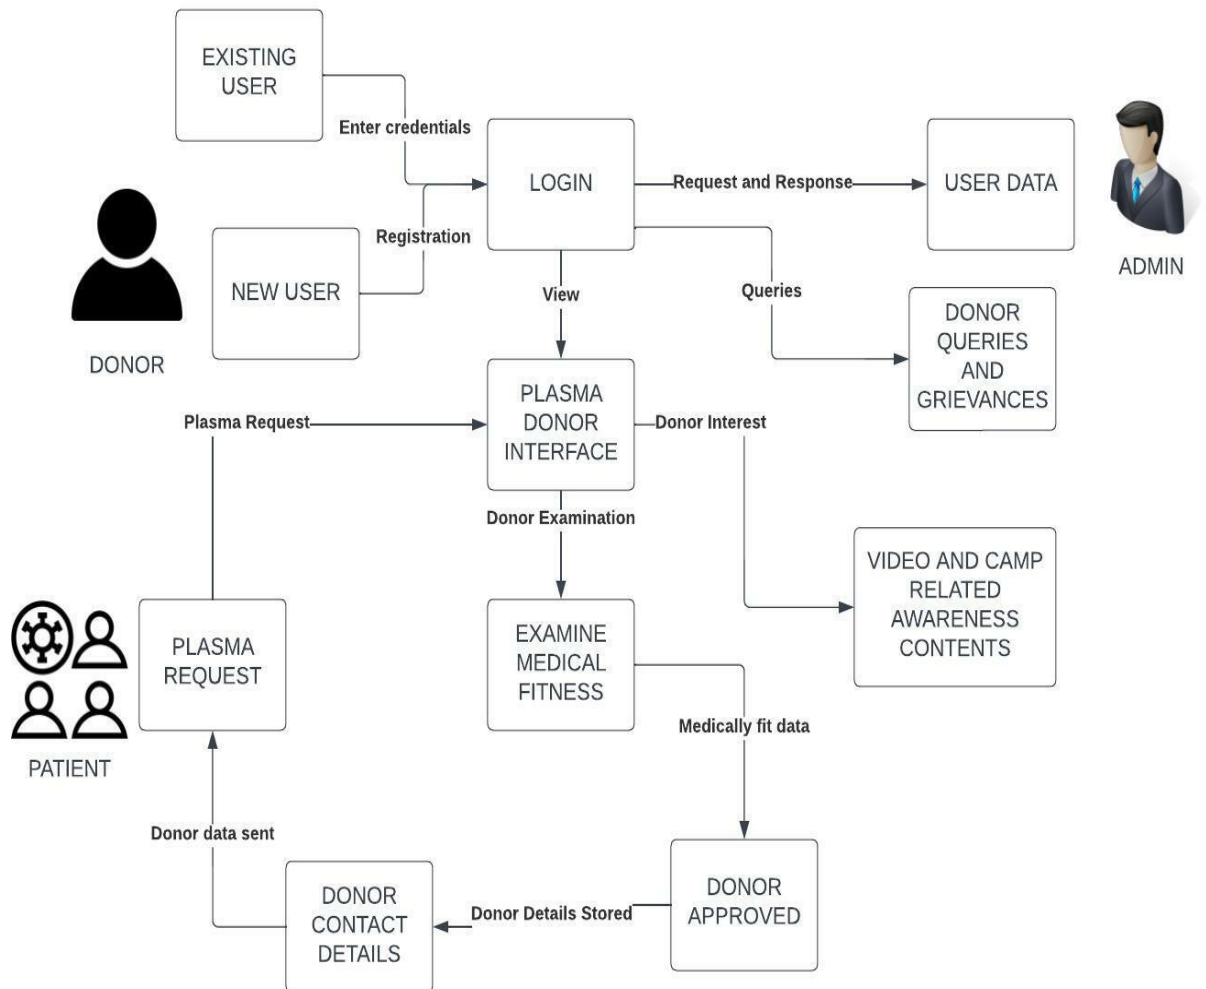 EXISTING
USER
Enter credentials
LOGIN
Request and Response
USER DATA
ADMIN
Registration
NEW USER
DONOR
View
Queries
DONOR
QUERIES
AND
GRIEVANCES
Plasma Request
PLASMA
DONOR
INTERFACE
Donor Interest
Donor Examination
VIDEO AND CAMP
RELATED
AWARENESS
CONTENTS
PLASMA
REQUEST
EXAMINE
MEDICAL
FITNESS
PATIENT
Medically fit data
Donor data sent
DONOR
APPROVED
Donor Details Stored
DONOR
CONTACT
DETAILS